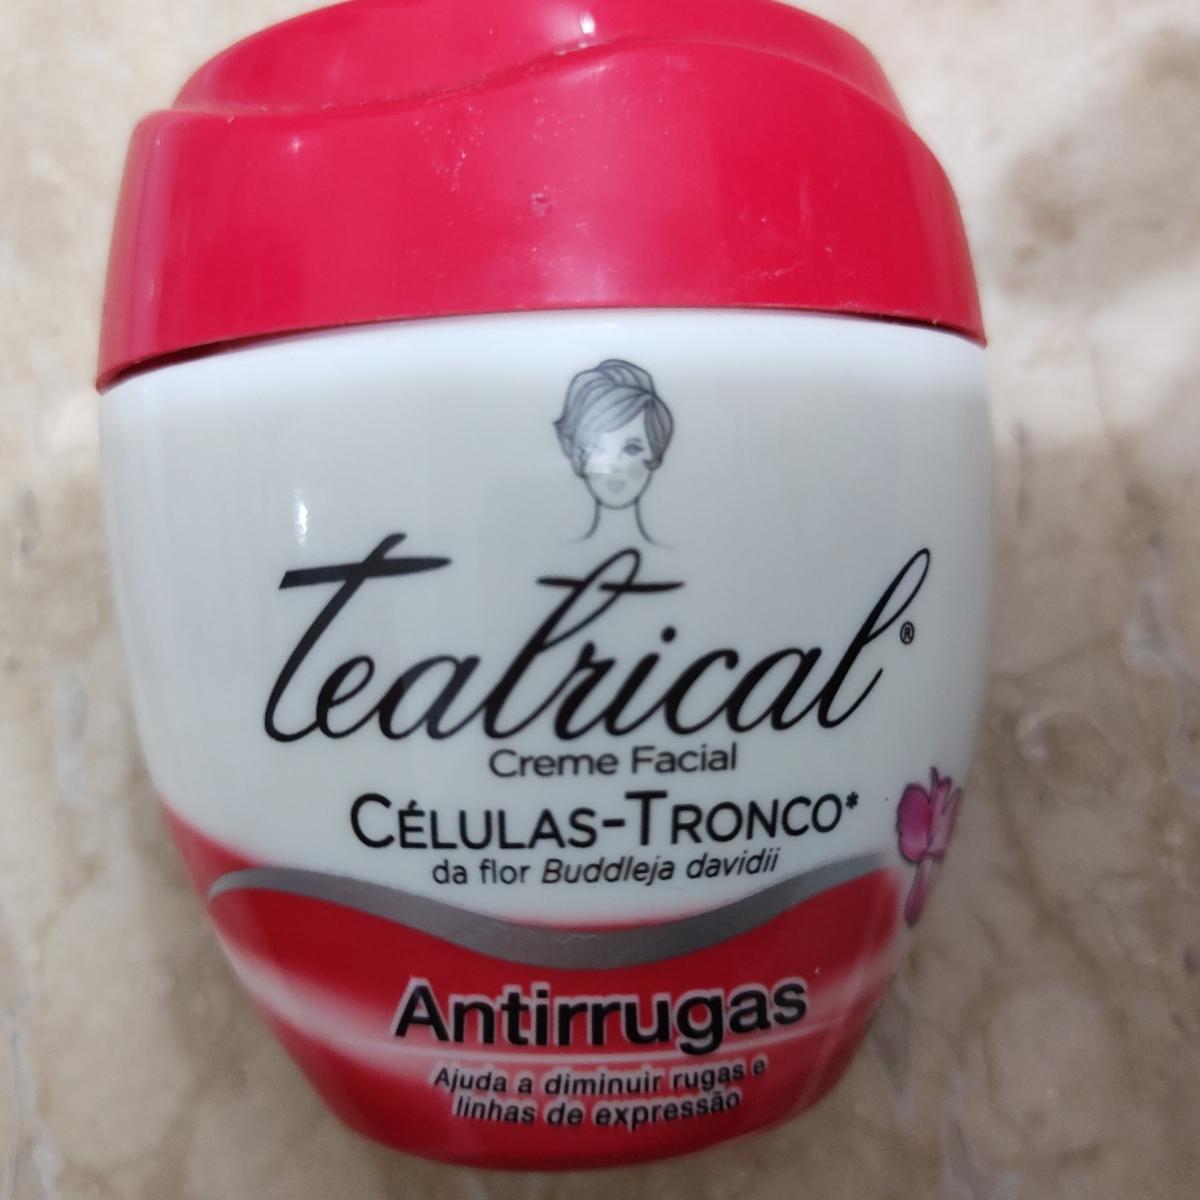 Teatrical®
Creme Facial
CÉLULAS-TRONCO*
da flor Buddleja davidii
Antirrugas
Ajuda a diminuir rugas e
linhas de expressão